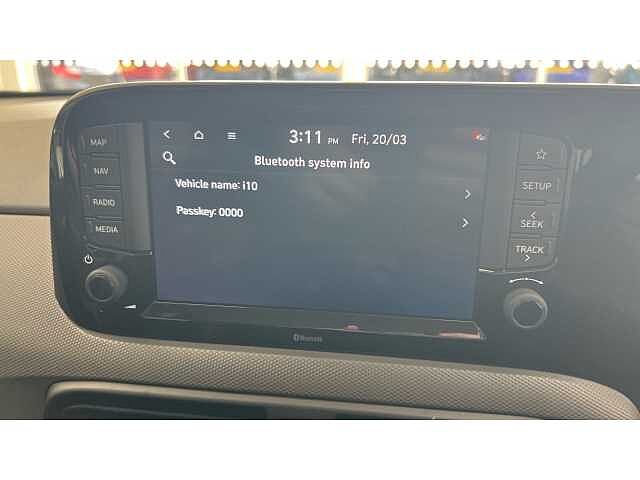 3:11 PM Fri, 20/03
Bluetooth system info
Vehicle name: i10
Passkey: 0000
MAP
NAV
RADIO
MEDIA
SETUP
SEEK
TRACK
Bluetooth